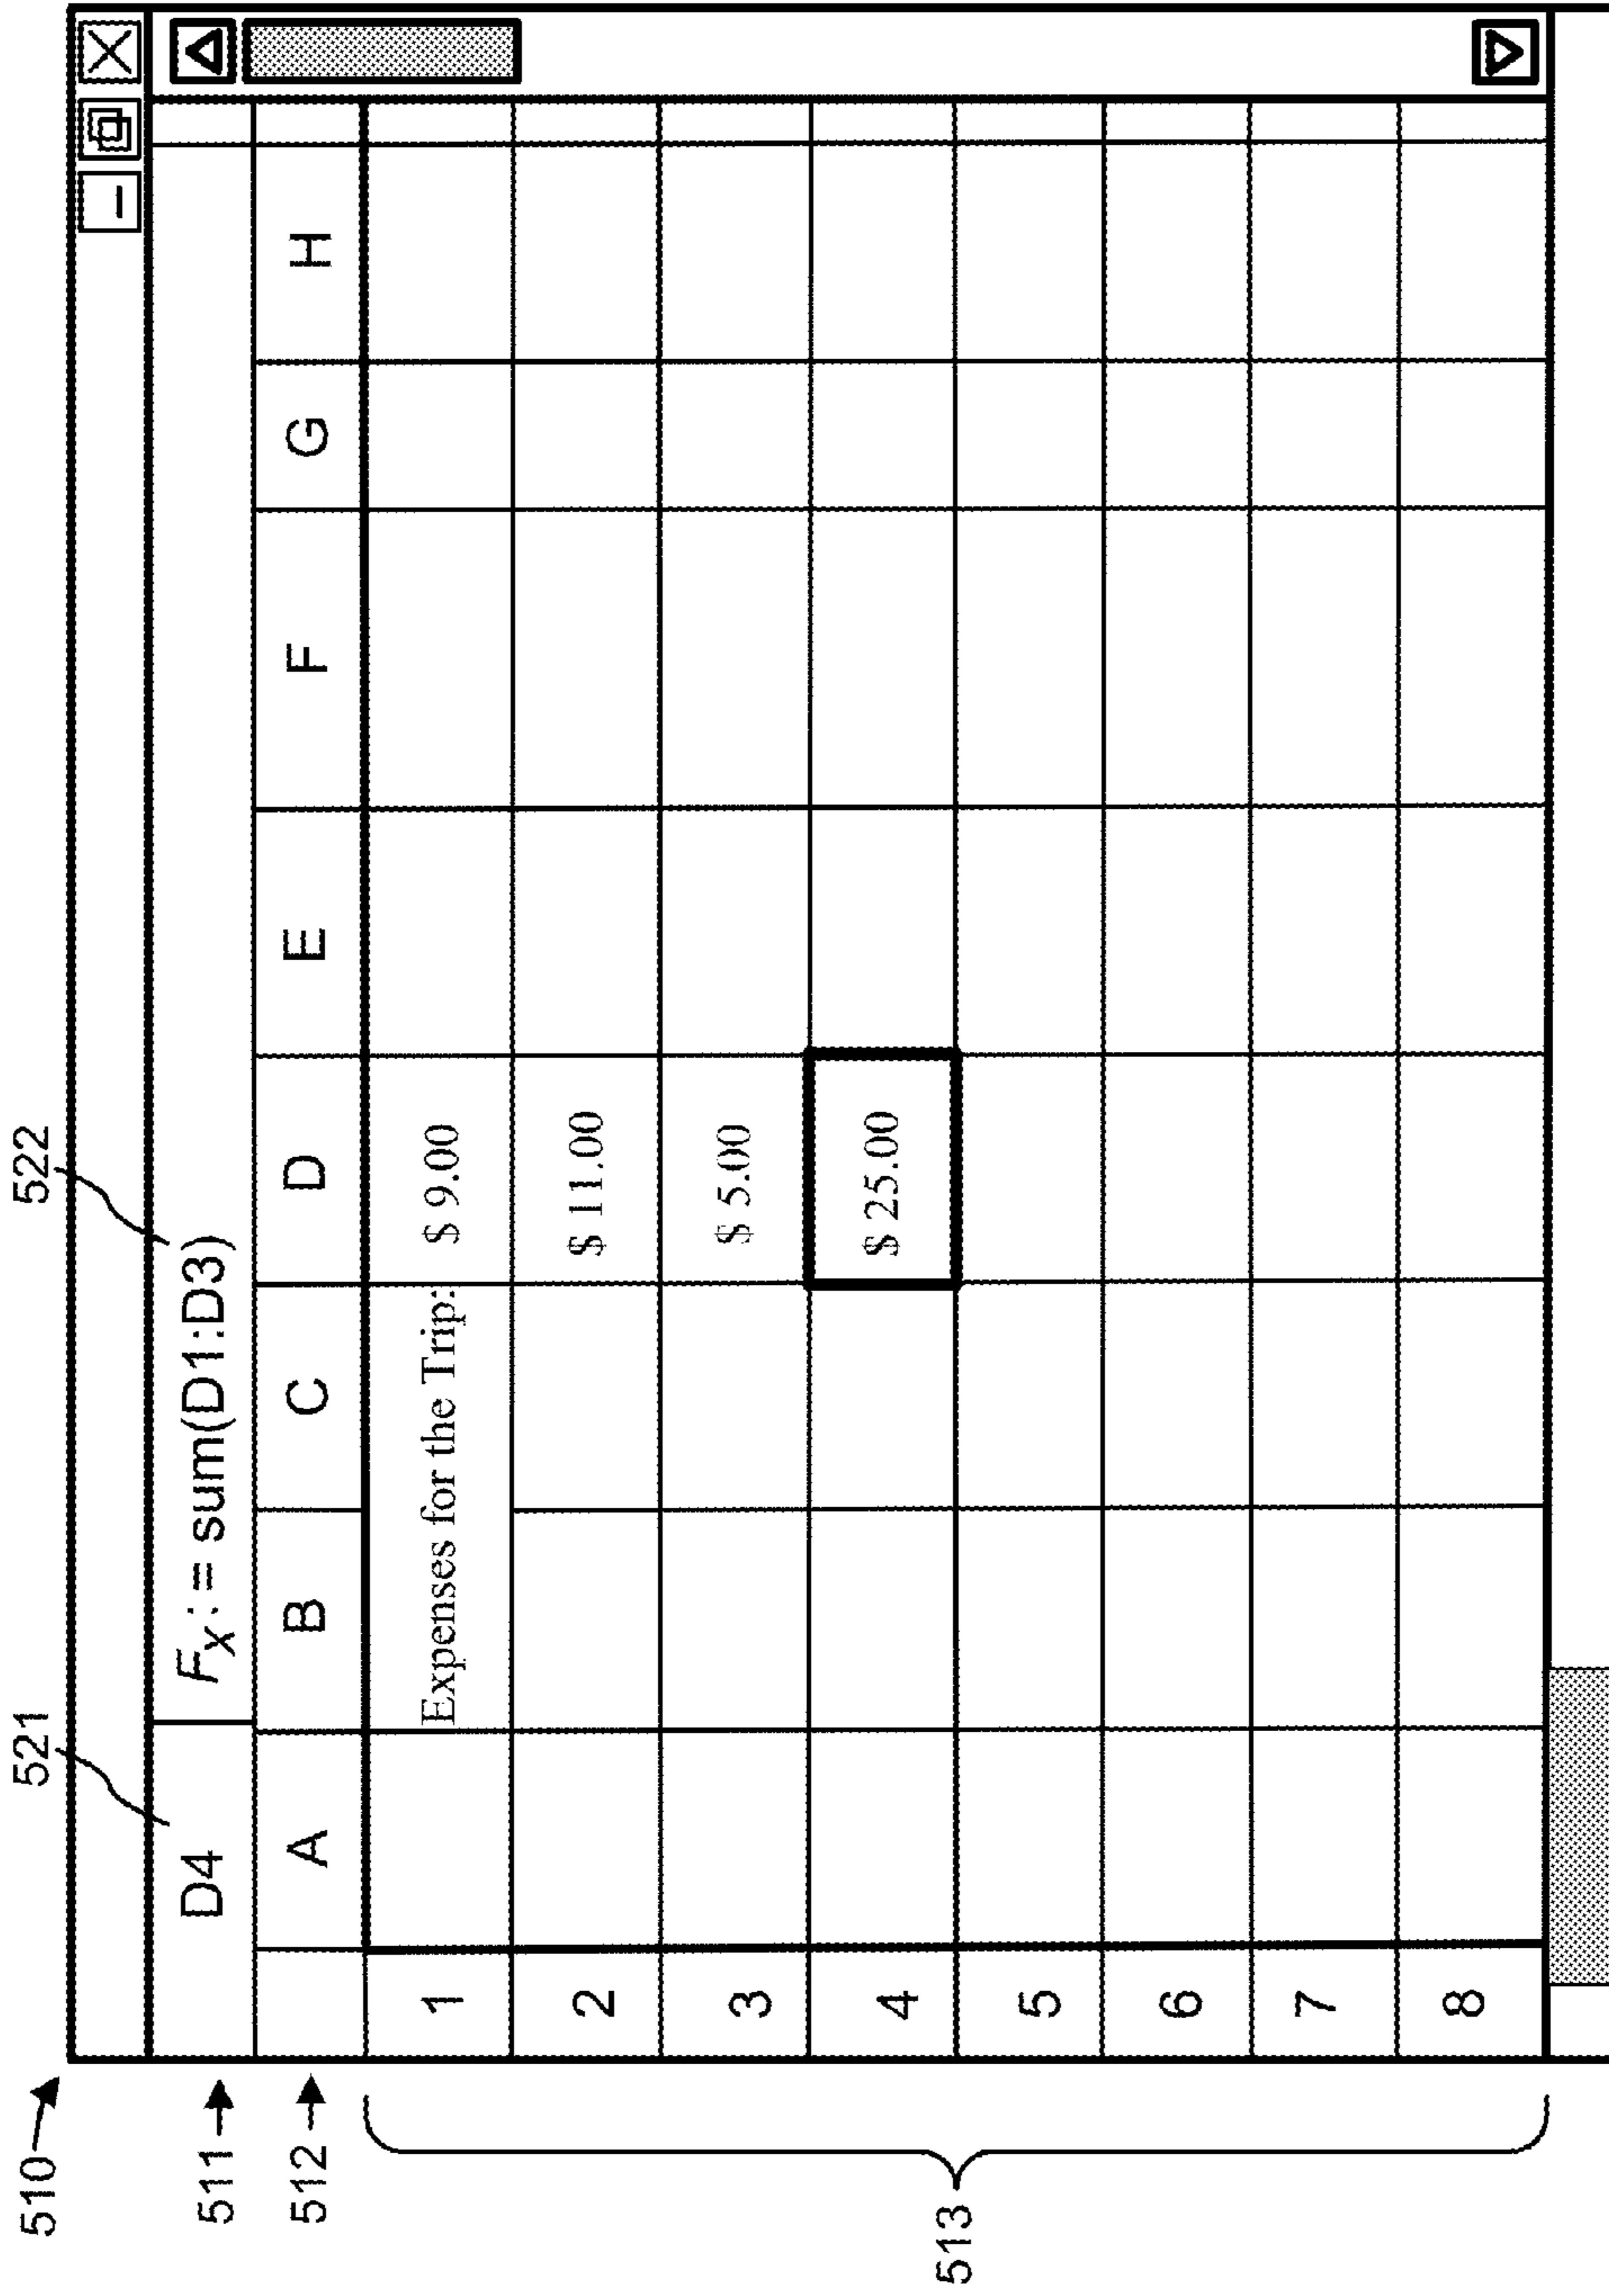 510
521
522
511
D4
Fx : = sum(D1:D3)
512
A B C D E F G H
1 Expenses for the Trip: $ 9.00
2 $ 11.00
3 $ 5.00
4 $ 25.00
5
6
7
8
513